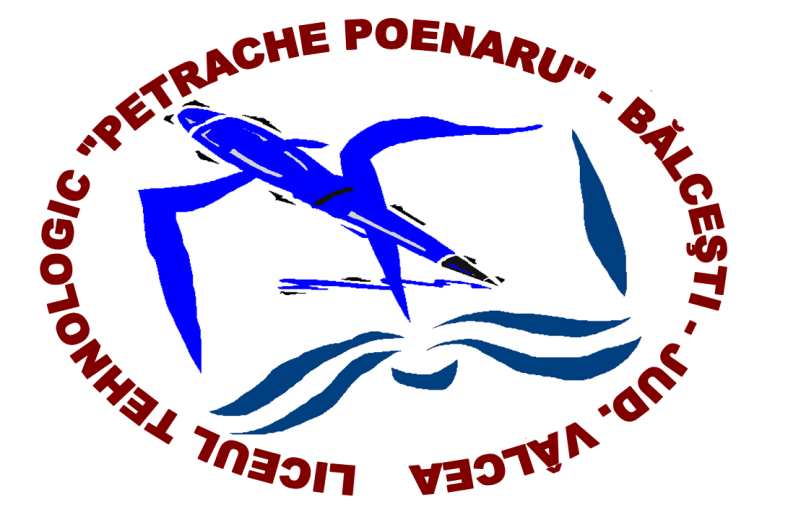 LICEUL TEHNOLOGIC "PETRACHE POENARU" - BĂLCEŞTI - JUD. VÂLCEA